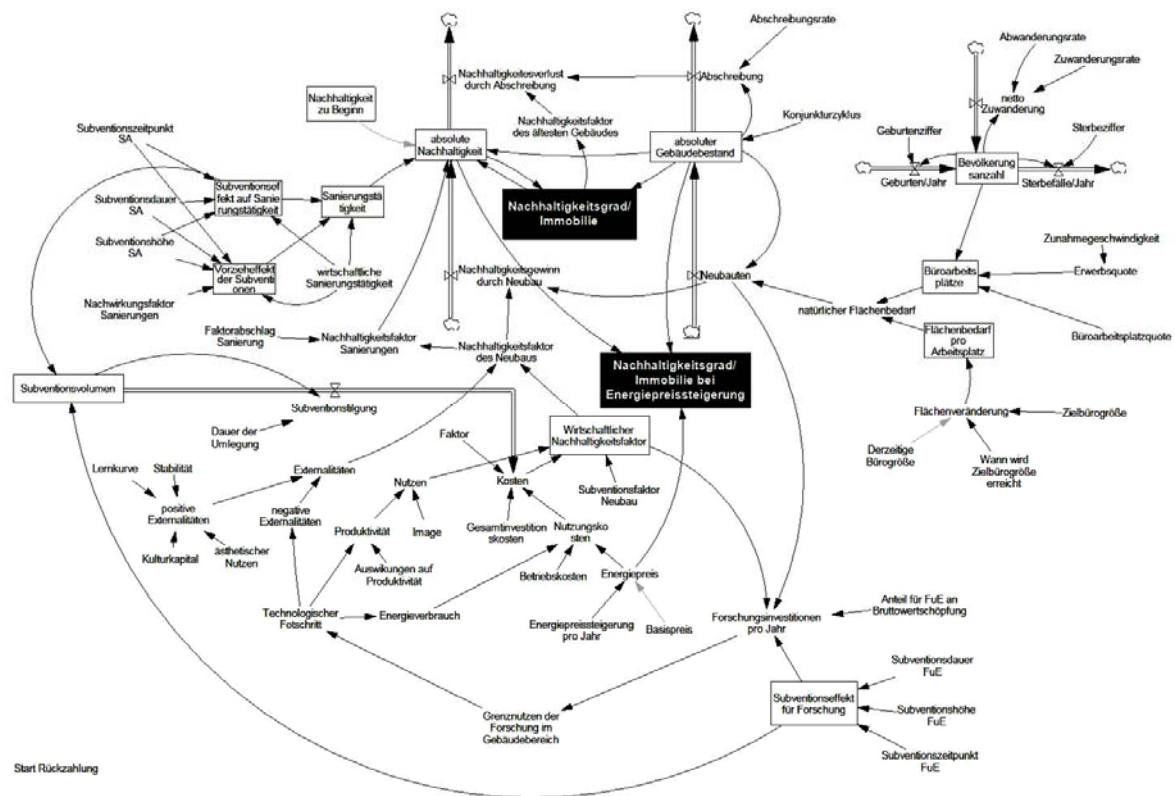 Abschreibungsrate
Abwanderungsrate
Zuwanderungsrate
Nachhaltigkeitesverlust
durch Abschreibung
Abschreibung
netto
Zuwanderung
Nachhaltigkeit
zu Beginn
Nachhaltigkeitsfaktor
des ältesten Gebäudes
Konjunkturzyklus
Subventionszeitpunkt
SA
absolute
Nachhaltigkeit
absoluter
Gebäudebestand
Geburtenziffer
Sterbeziffer
Bevölkerung
sanzahl
Geburten/Jahr
Sterbefälle/Jahr
Subventionsef
fekt auf Sanie
rungstätigkeit
Sanierungstä
tigkeit
Nachhaltigkeitsgrad/
Immobilie
Subventionsdauer
SA
Subventionshöhe
SA
Zunahmegeschwindigkeit
Vorzieheffekt
der Subventi
onen
wirtschaftliche
Sanierungstätigkeit
Nachhaltigkeitsgewinn
durch Neubau
Neubauten
Büroarbeits
plätze
Erwerbsquote
Nachwirkungsfaktor
Sanierungen
natürlicher Flächenbedarf
Faktorabschlag
Sanierung
Nachhaltigkeitsfaktor
Sanierungen
Nachhaltigkeitsfaktor
des Neubaus
Flächenbedarf
pro
Arbeitsplatz
Büroarbeitsplatzquote
Nachhaltigkeitsgrad/
Immobilie bei
Energiepreissteigerung
Subventionsvolumen
Subventionstilgung
Flächenveränderung
Zielbürogröße
Dauer der
Umlegung
Faktor
Wirtschaftlicher
Nachhaltigkeitsfaktor
Derzeitige
Bürogröße
Wann wird
Zielbürogröße
erreicht
Lernkurve
Stabilität
Externalitäten
Nutzen
Kosten
Subventionsfaktor
Neubau
positive
Externalitäten
negative
Externalitäten
Produktivität
Image
Gesamtinvestition
skosten
Nutzungsko
sten
Kulturkapital
ästhetischer
Nutzen
Auswikungen auf
Produktivität
Betriebskosten
Energiepreis
Technologischer
Fotschritt
Energieverbrauch
Energiepreissteigerung
pro Jahr
Basispreis
Forschungsinvestitionen
pro Jahr
Anteil für FuE an
Bruttowertschöpfung
Subventionsdauer
FuE
Subventionseffekt
für Forschung
Subventionshöhe
FuE
Grenznutzen der
Forschung im
Gebäudebereich
Subventionszeitpunkt
FuE
Start Rückzahlung